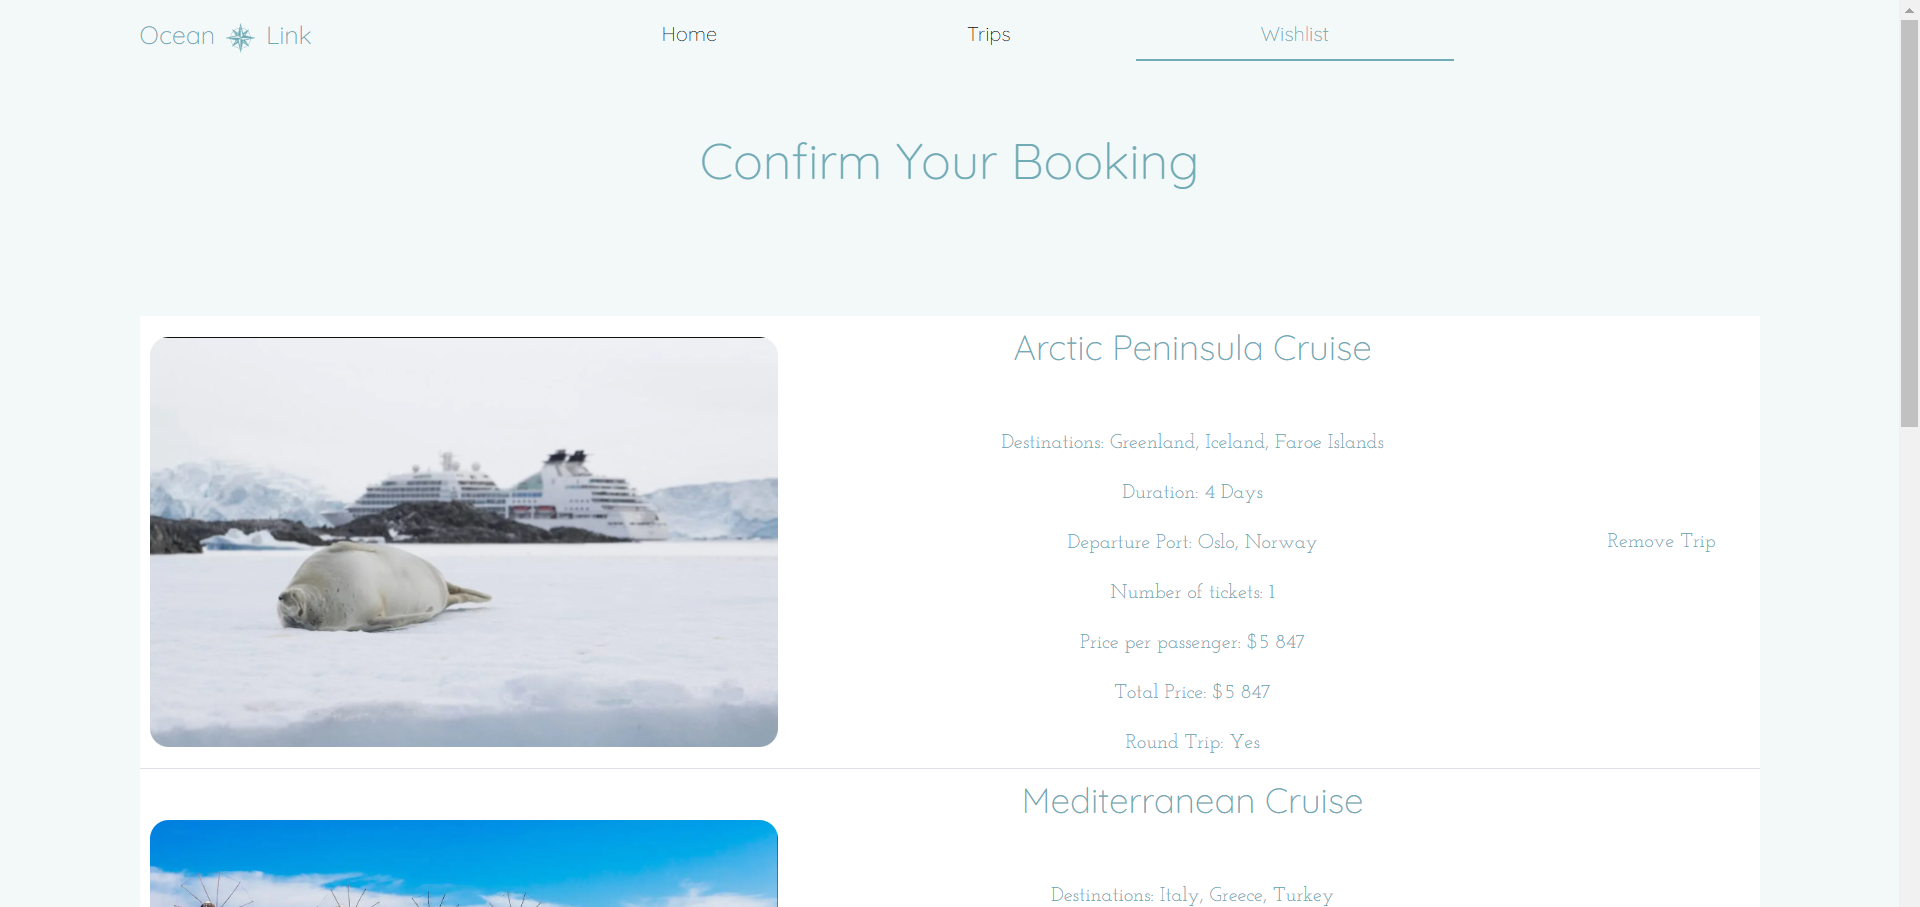 Ocean Link
Home
Trips
Wishlist
Confirm Your Booking
Arctic Peninsula Cruise
Destinations: Greenland, Iceland, Faroe Islands
Duration: 4 Days
Departure Port: Oslo, Norway
Number of tickets: 1
Price per passenger: $5 847
Total Price: $5 847
Round Trip: Yes
Remove Trip
Mediterranean Cruise
Destinations: Italy, Greece, Turkey